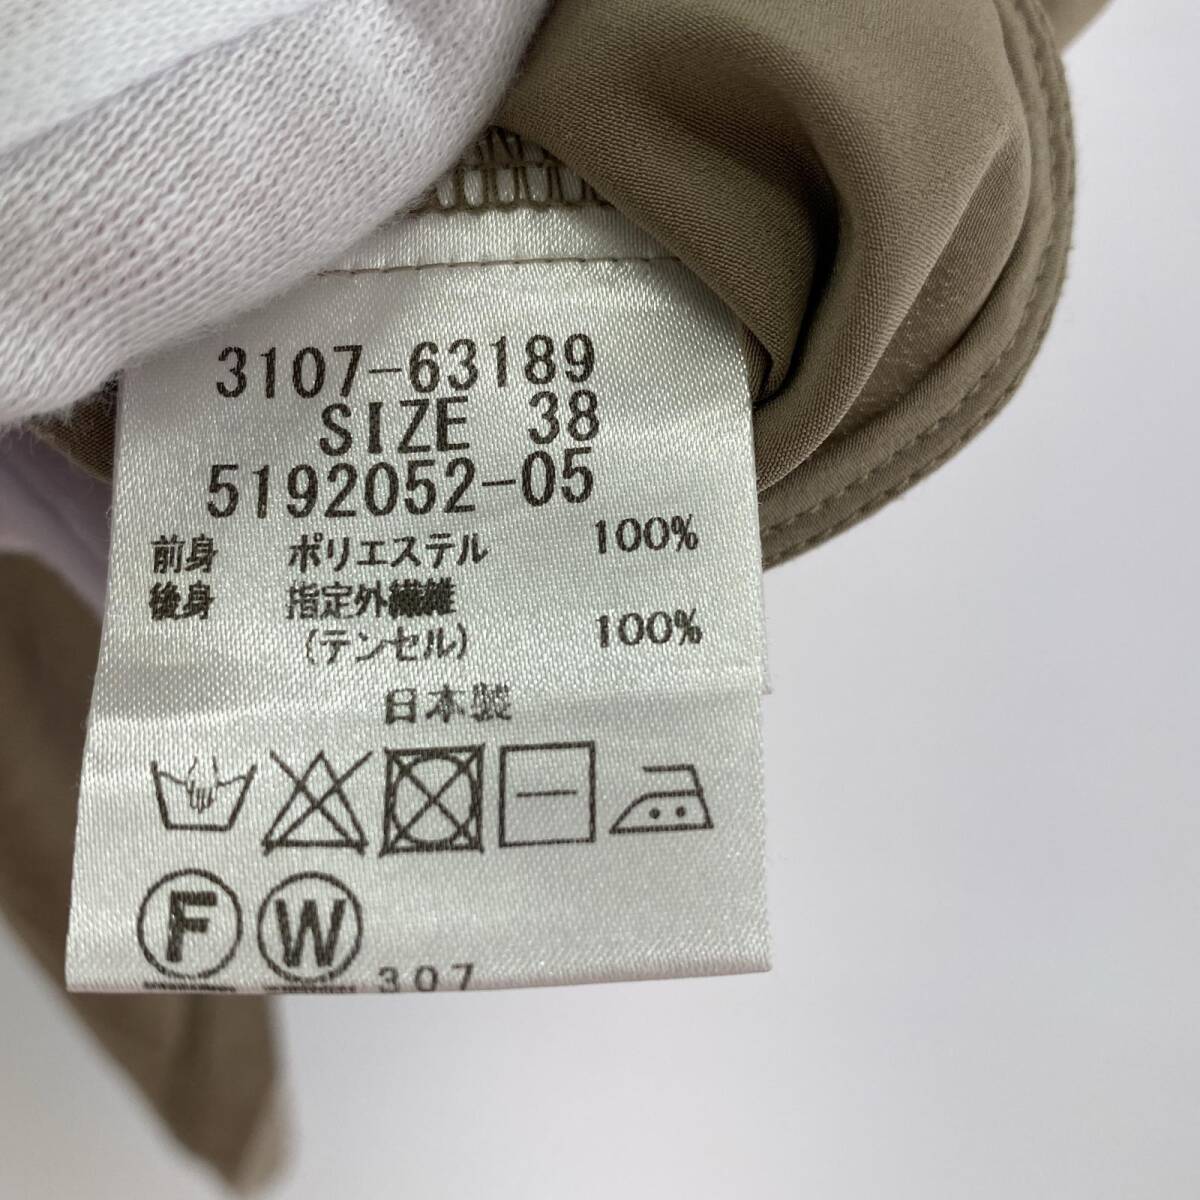 3107-63189
SIZE 38
5192052-05
前身 ポリエステル 100%
後身 指定外繊維
(テンセル) 100%
日本製
F W
307